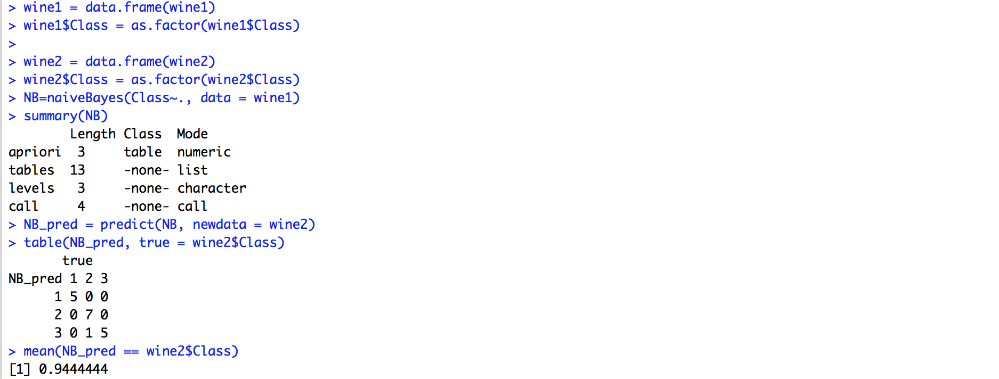 > wine1 = data.frame(wine1)
> wine1$Class = as.factor(wine1$Class)
>
> wine2 = data.frame(wine2)
> wine2$Class = as.factor(wine2$Class)
> NB=naiveBayes(Class~., data = wine1)
> summary(NB)
        Length Class  Mode
apriori  3     table  numeric
tables  13     -none- list
levels   3     -none- character
call     4     -none- call
> NB_pred = predict(NB, newdata = wine2)
> table(NB_pred, true = wine2$Class)
       true
NB_pred 1 2 3
      1 5 0 0
      2 0 7 0
      3 0 1 5
> mean(NB_pred == wine2$Class)
[1] 0.9444444